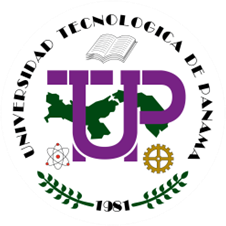 UNIVERSIDAD TECNOLOGICA DE PANAMA
UTP
1981